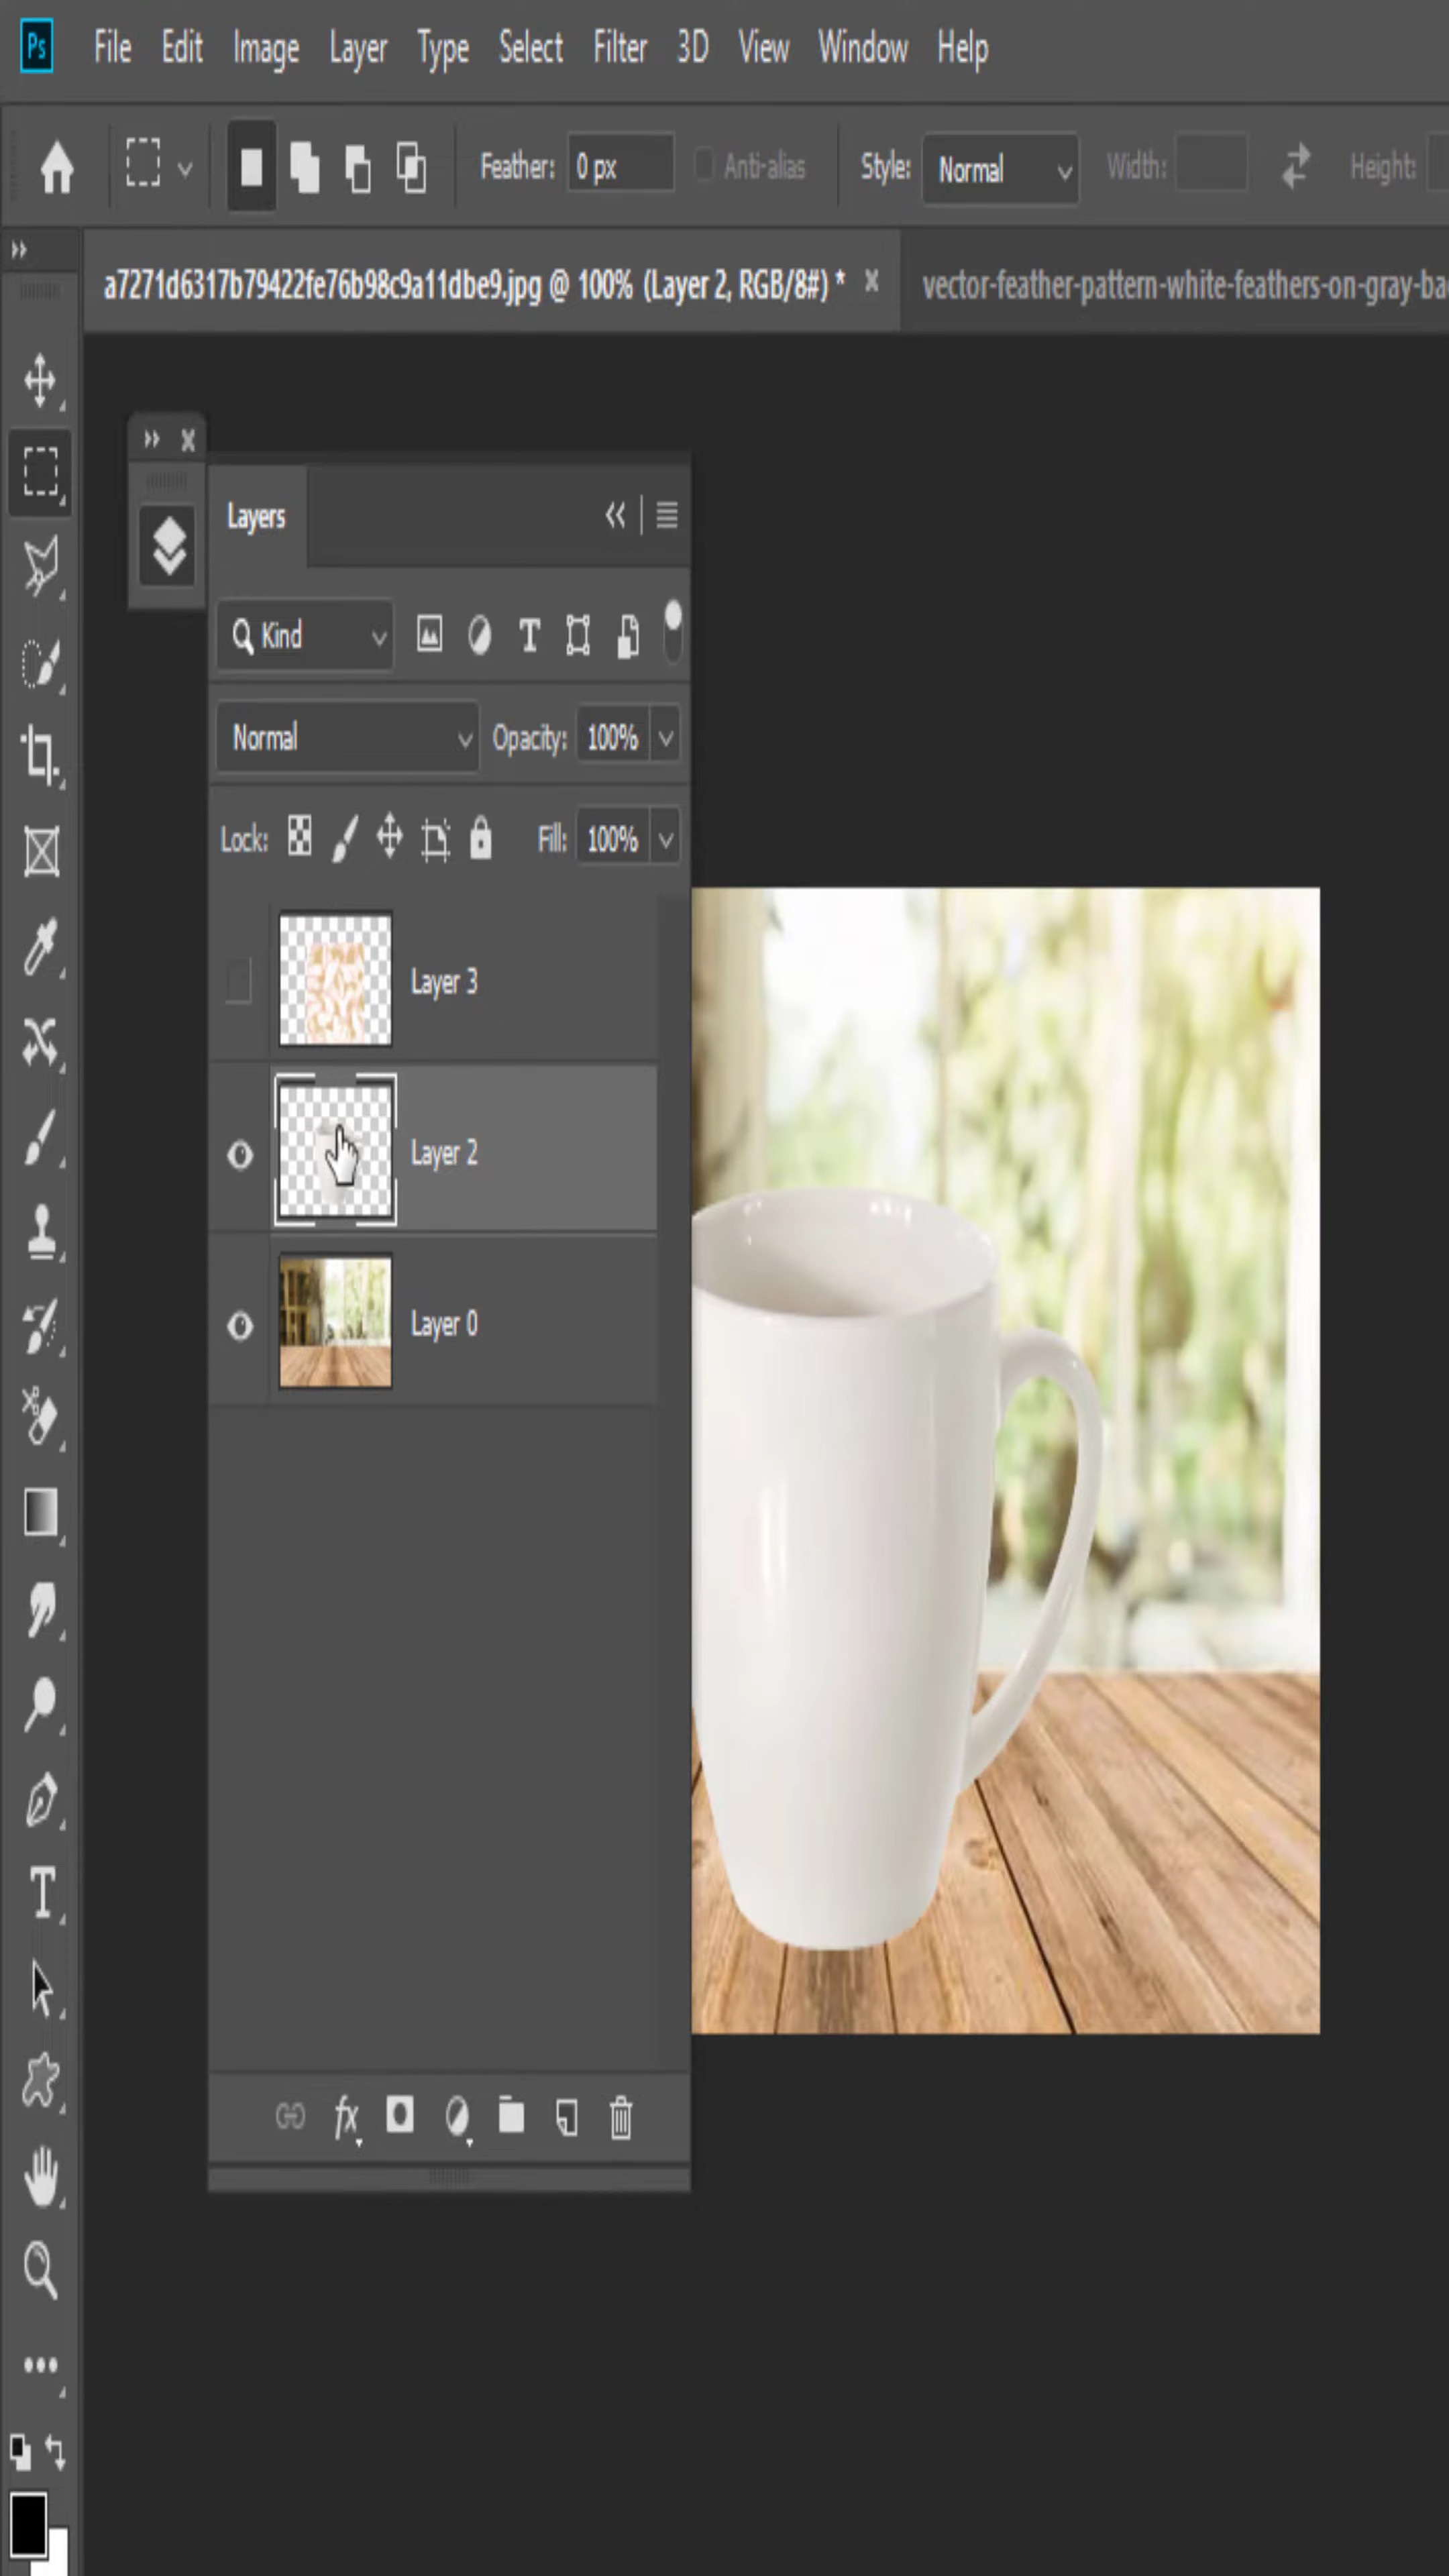 Ps File Edit Image Layer Type Select Filter 3D View Window Help
Feather: 0 px Anti-alias Style: Normal Width: Height:
a7271d6317b79422fe76b98c9a11dbe9.jpg @ 100% (Layer 2, RGB/8#) * vector-feather-pattern-white-feathers-on-gray-ba
Layers
Kind
Normal Opacity: 100%
Lock: Fill: 100%
Layer 3
Layer 2
Layer 0
fx